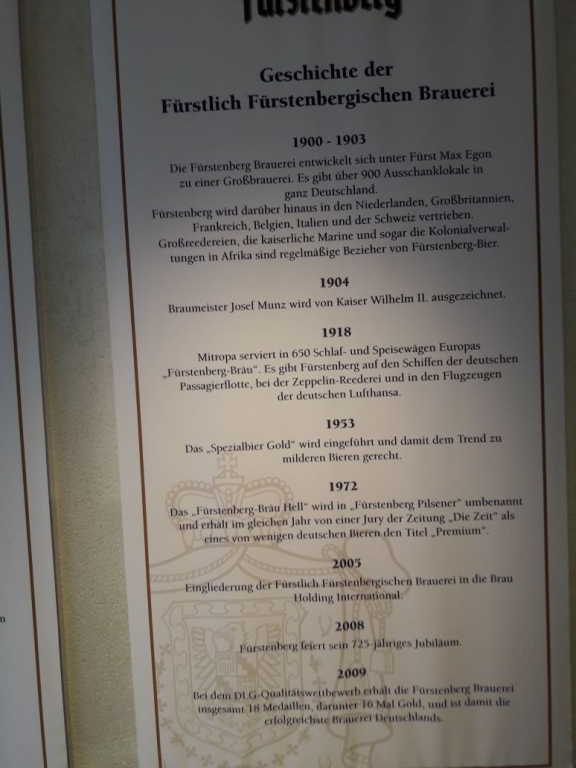 Fürstenberg
Geschichte der
Fürstlich Fürstenbergischen Brauerei
1900 - 1903
Die Fürstenberg Brauerei entwickelt sich unter Fürst Max Egon
zu einer Großbrauerei. Es gibt über 900 Ausschanklokale in
ganz Deutschland.
Fürstenberg wird darüber hinaus in den Niederlanden, Großbritannien,
Frankreich, Belgien, Italien und der Schweiz vertrieben.
Großreedereien, die kaiserliche Marine und sogar die Kolonialverwal-
tungen in Afrika sind regelmäßige Bezieher von Fürstenberg-Bier.
1904
Braumeister Josef Munz wird von Kaiser Wilhelm II. ausgezeichnet.
1918
Mitropa serviert in 650 Schlaf- und Speisewägen Europas
„Fürstenberg-Bräu“. Es gibt Fürstenberg auf den Schiffen der deutschen
Passagierflotte, bei der Zeppelin-Reederei und in den Flugzeugen
der deutschen Lufthansa.
1953
Das „Spezialbier Gold“ wird eingeführt und damit dem Trend zu
milderen Bieren gerecht.
1972
Das „Fürstenberg-Bräu Hell“ wird in „Fürstenberg Pilsener“ umbenannt
und erhält im gleichen Jahr von einer Jury der Zeitung „Die Zeit“ als
eines von wenigen deutschen Bieren den Titel „Premium“.
2005
Eingliederung der Fürstlich Fürstenbergischen Brauerei in die Brau
Holding International.
2008
Fürstenberg feiert sein 725-jähriges Jubiläum.
2009
Bei dem DLG-Qualitätswettbewerb erhält die Fürstenberg Brauerei
insgesamt 18 Medaillen, darunter 16 Mal Gold, und ist damit die
erfolgreichste Brauerei Deutschlands.
n